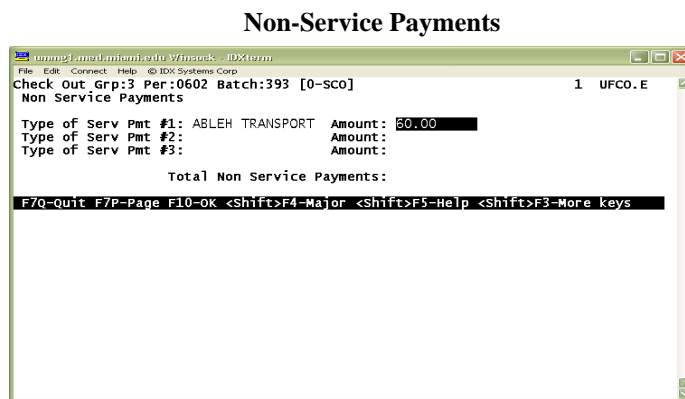 Non-Service Payments
ummg1.med.miami.edu Winsock - IDXterm
File Edit Connect Help © IDX Systems Corp
Check Out Grp:3 Per:0602 Batch:393 [0-SCO] 1 UFCO.E
Non Service Payments
Type of Serv Pmt #1: ABLEH TRANSPORT Amount: 60.00
Type of Serv Pmt #2: Amount:
Type of Serv Pmt #3: Amount:
Total Non Service Payments:
F7Q-Quit F7P-Page F10-OK <Shift>F4-Major <Shift>F5-Help <Shift>F3-More keys